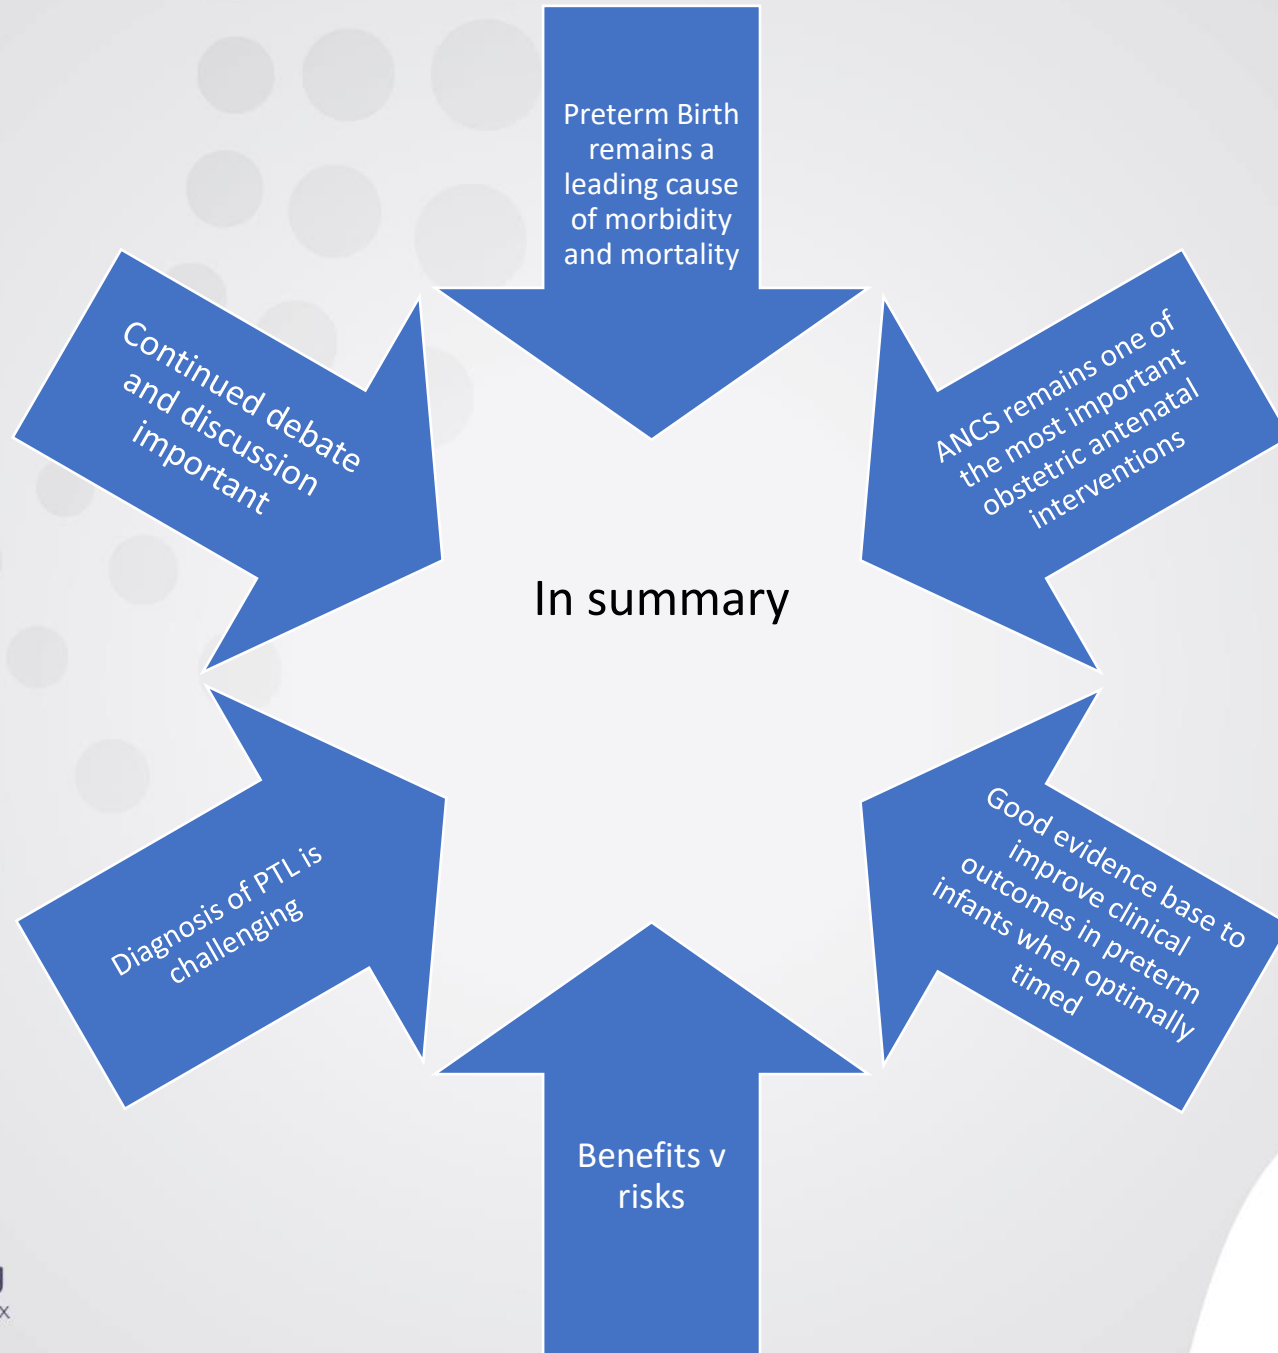 Preterm Birth
remains a
leading cause
of morbidity
and mortality
ANCS remains one of
the most important
obstetric antenatal
interventions
Good evidence base to
improve clinical
outcomes in preterm
infants when optimally
timed
Benefits v
risks
Diagnosis of PTL is
challenging
Continued debate
and discussion
important
In summary